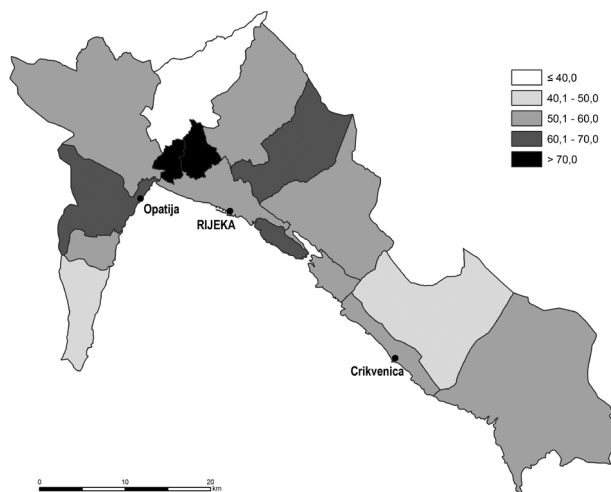 ≤ 40,0
40,1 - 50,0
50,1 - 60,0
60,1 - 70,0
> 70,0
Opatija
RIJEKA
Crikvenica
0 10 20
km